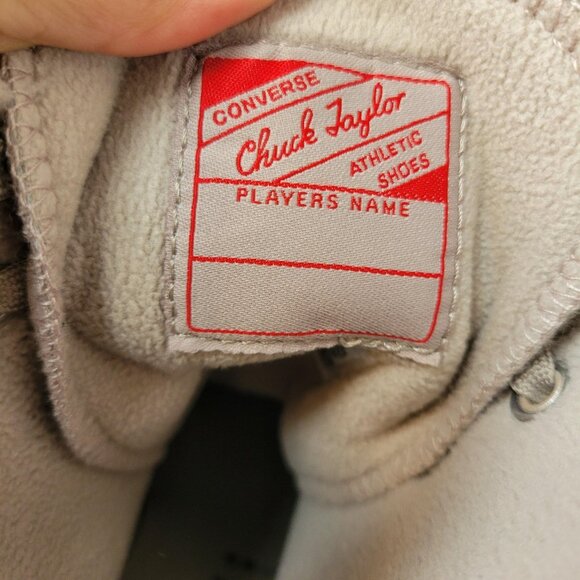 CONVERSE
Chuck Taylor
ATHLETIC
SHOES
PLAYERS NAME